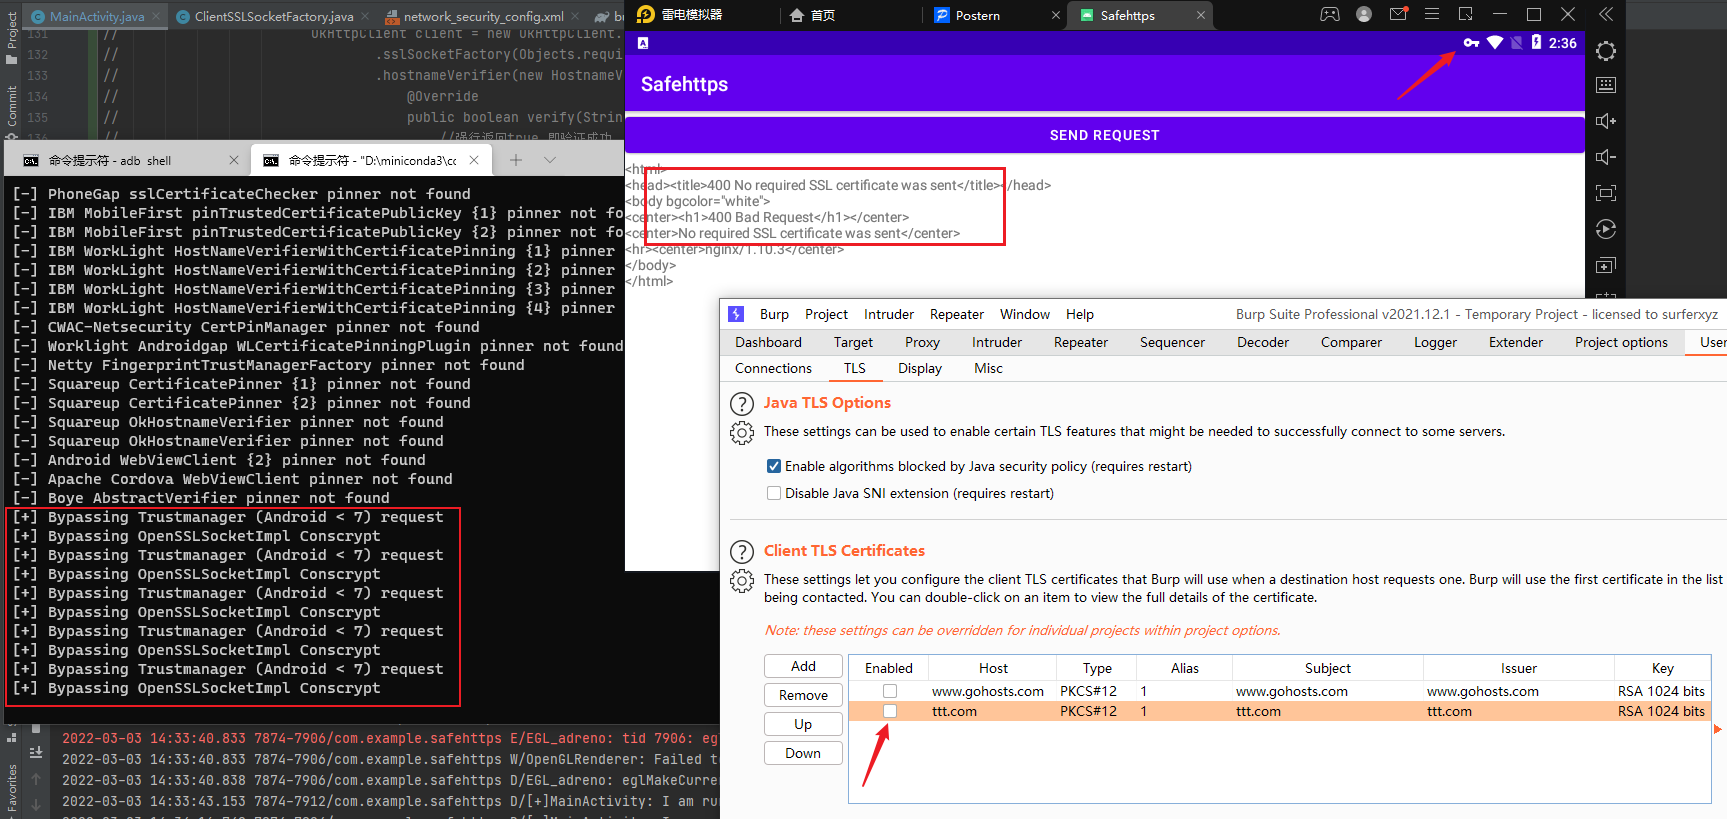 MainActivity.java
ClientSSLSocketFactory.java
network_security_config.xml
bu
Project
Commit
Favorites
131 // OkHttpClient client = new OkHttpClient.
132 // .sslSocketFactory(Objects.requi
133 // .hostnameVerifier(new HostnameV
134 // @Override
135 // public boolean verify(Strin
136 // //强行返回true 即验证成功
命令提示符 - adb shell
命令提示符 - "D:\miniconda3\cc
[-] PhoneGap sslCertificateChecker pinner not found
[-] IBM MobileFirst pinTrustedCertificatePublicKey {1} pinner not fo
[-] IBM MobileFirst pinTrustedCertificatePublicKey {2} pinner not fo
[-] IBM WorkLight HostNameVerifierWithCertificatePinning {1} pinner
[-] IBM WorkLight HostNameVerifierWithCertificatePinning {2} pinner
[-] IBM WorkLight HostNameVerifierWithCertificatePinning {3} pinner
[-] IBM WorkLight HostNameVerifierWithCertificatePinning {4} pinner
[-] CWAC-Netsecurity CertPinManager pinner not found
[-] Worklight Androidgap WLCertificatePinningPlugin pinner not found
[-] Netty FingerprintTrustManagerFactory pinner not found
[-] Squareup CertificatePinner {1} pinner not found
[-] Squareup CertificatePinner {2} pinner not found
[-] Squareup OkHostnameVerifier pinner not found
[-] Squareup OkHostnameVerifier pinner not found
[-] Android WebViewClient {2} pinner not found
[-] Apache Cordova WebViewClient pinner not found
[-] Boye AbstractVerifier pinner not found
[+] Bypassing Trustmanager (Android < 7) request
[+] Bypassing OpenSSLSocketImpl Conscrypt
[+] Bypassing Trustmanager (Android < 7) request
[+] Bypassing OpenSSLSocketImpl Conscrypt
[+] Bypassing Trustmanager (Android < 7) request
[+] Bypassing OpenSSLSocketImpl Conscrypt
[+] Bypassing Trustmanager (Android < 7) request
[+] Bypassing OpenSSLSocketImpl Conscrypt
[+] Bypassing Trustmanager (Android < 7) request
[+] Bypassing OpenSSLSocketImpl Conscrypt
2022-03-03 14:33:40.833 7874-7906/com.example.safehttps E/EGL_adreno: tid 7906: egl
2022-03-03 14:33:40.833 7874-7906/com.example.safehttps W/OpenGLRenderer: Failed to
2022-03-03 14:33:40.838 7874-7906/com.example.safehttps D/EGL_adreno: eglMakeCurre
2022-03-03 14:33:43.153 7874-7912/com.example.safehttps D/[+]MainActivity: I am ru
雷电模拟器
首页
Postern
Safehttps
2:36
Safehttps
SEND REQUEST
<html>
<head><title>400 No required SSL certificate was sent</title></head>
<body bgcolor="white">
<center><h1>400 Bad Request</h1></center>
<center>No required SSL certificate was sent</center>
<hr><center>nginx/1.10.3</center>
</body>
</html>
Burp Project Intruder Repeater Window Help
Burp Suite Professional v2021.12.1 - Temporary Project - licensed to surferxyz
Dashboard Target Proxy Intruder Repeater Sequencer Decoder Comparer Logger Extender Project options User
Connections TLS Display Misc
Java TLS Options
These settings can be used to enable certain TLS features that might be needed to successfully connect to some servers.
Enable algorithms blocked by Java security policy (requires restart)
Disable Java SNI extension (requires restart)
Client TLS Certificates
These settings let you configure the client TLS certificates that Burp will use when a destination host requests one. Burp will use the first certificate in the list
being contacted. You can double-click on an item to view the full details of the certificate.
Note: these settings can be overridden for individual projects within project options.
Add
Remove
Up
Down
Enabled Host Type Alias Subject Issuer Key
www.gohosts.com PKCS#12 1 www.gohosts.com www.gohosts.com RSA 1024 bits
ttt.com PKCS#12 1 ttt.com ttt.com RSA 1024 bits